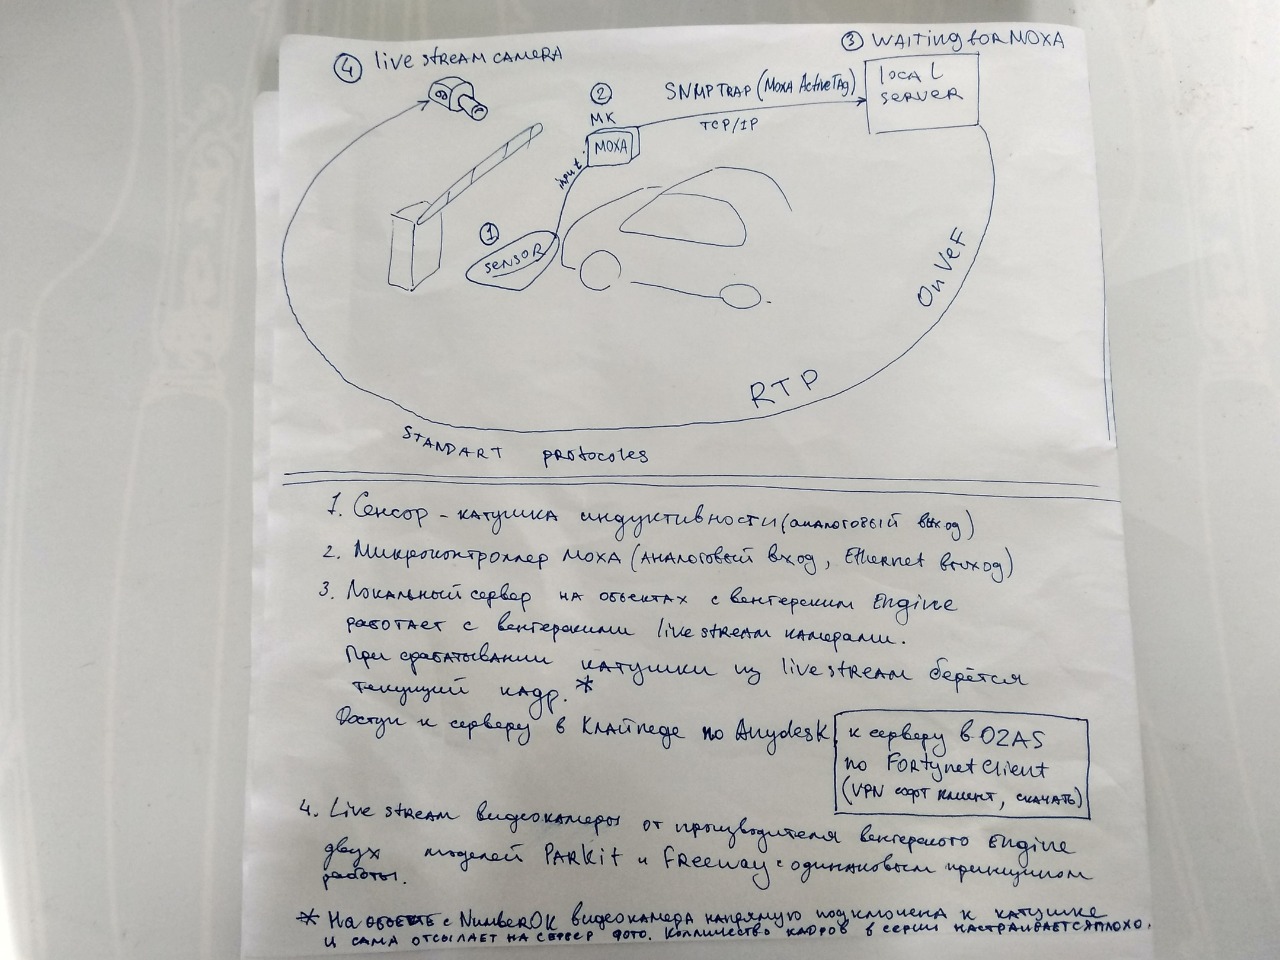 ④ live stream camera
③ WAITING for MOXA
②
МК
MOXA
SNMP TRAP (Moxa ActiveTag)
TCP/IP
local
server
input
①
SENSOR
OnVeF
RTP
STANDART protocoles
1. Сенсор - катушка индуктивности (аналоговый выход)
2. Микроконтроллер MOXA (аналоговый вход, Ethernet выход)
3. Локальный сервер на объектах с венгерским Engine
работает с венгерскими live stream камерами.
При срабатывании катушки из live stream берётся
текущий кадр. *
Доступ к серверу в Клайпеде по Anydesk,
к серверу в OZAS
по FortynetClient
(VPN софт клиент, скачать)
4. Live stream видеокамеры от производителя венгерского Engine
двух моделей PARKit и FreeWay с одинаковым принципом
работы.
* На объекте с NumberOK видеокамера напрямую подключена к катушке
и сама отсылает на сервер фото. Колличество кадров в серии настраивается плохо.